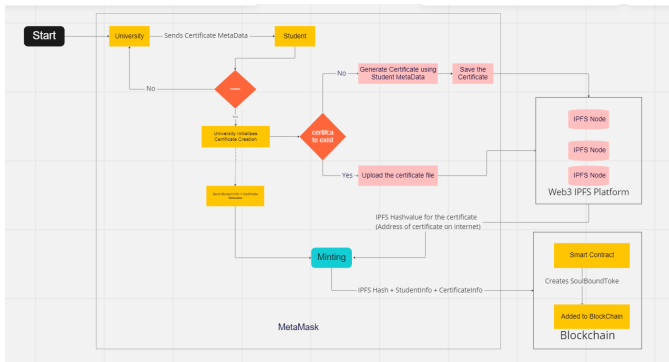 Start
University
Sends Certificate MetaData
Student
No
Yes
University Initializes
Certificate Creation
certifca
te exist
No
Generate Certificate using
Student MetaData
Save the
Certificate
Yes
Upload the certificate file
IPFS Node
IPFS Node
IPFS Node
Web3 IPFS Platform
IPFS Hashvalue for the certificate
(Address of certificate on internet)
Minting
IPFS Hash + StudentInfo + CertificateInfo
Smart Contract
Creates SoulBoundToke
Added to BlockChain
Blockchain
MetaMask